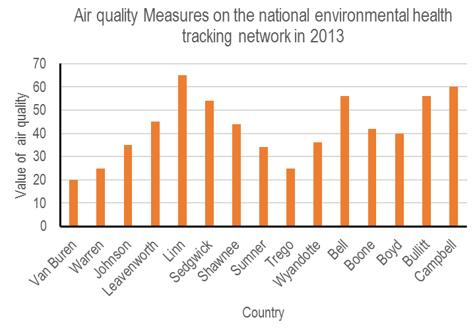 Air quality Measures on the national environmental health
tracking network in 2013
Value of air quality
70
60
50
40
30
20
10
0
Van Buren
Warren
Johnson
Leavenworth
Linn
Sedgwick
Shawnee
Sumner
Trego
Wyandotte
Bell
Boone
Boyd
Bullitt
Campbell
Country